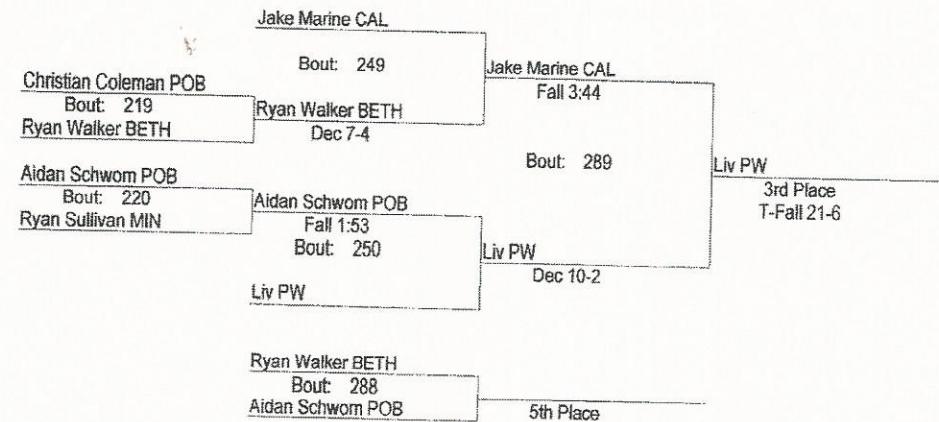 Jake Marine CAL
Bout: 249
Jake Marine CAL
Fall 3:44
Christian Coleman POB
Bout: 219
Ryan Walker BETH
Ryan Walker BETH
Dec 7-4
Bout: 289
Liv PW
3rd Place
T-Fall 21-6
Aidan Schwom POB
Bout: 220
Ryan Sullivan MIN
Aidan Schwom POB
Fall 1:53
Bout: 250
Liv PW
Dec 10-2
Liv PW
Ryan Walker BETH
Bout: 288
Aidan Schwom POB
5th Place